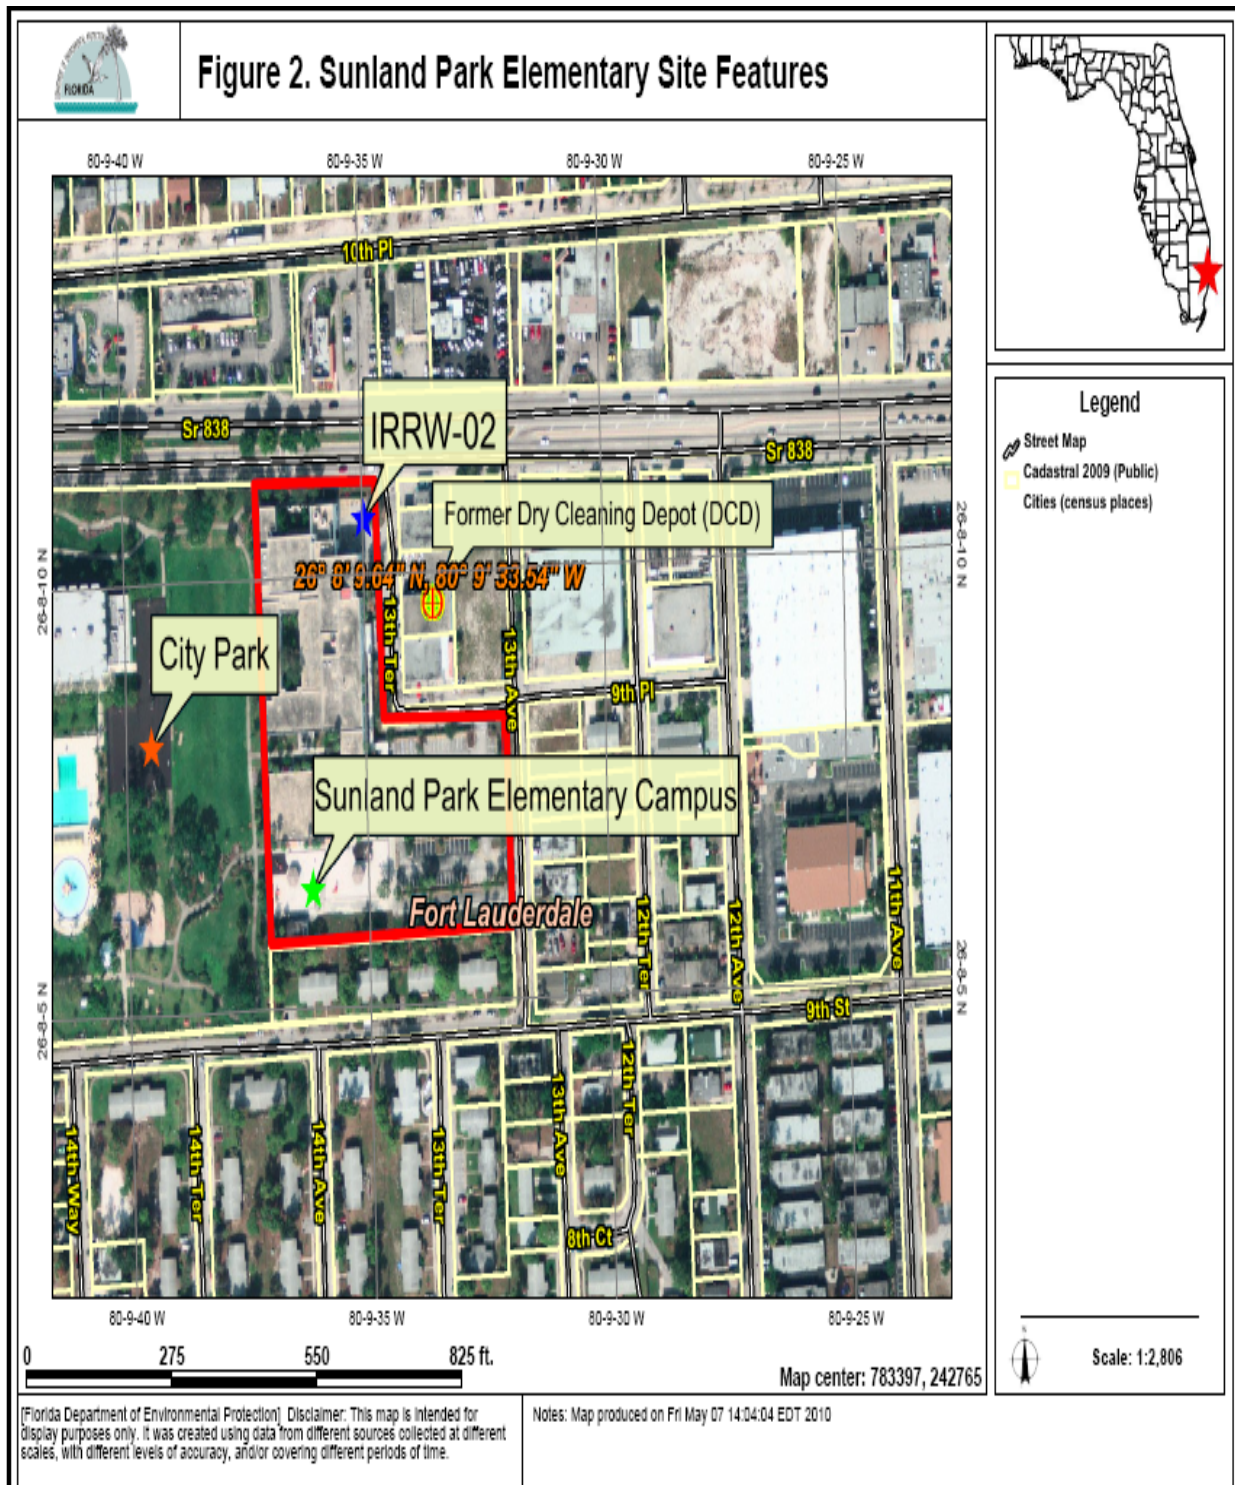 FLORIDA
Figure 2. Sunland Park Elementary Site Features
80-9-40 W
80-9-35 W
80-9-30 W
80-9-25 W
10th Pl
Sr 838
IRRW-02
Sr 838
Former Dry Cleaning Depot (DCD)
26° 8' 9.64" N, 80° 9' 33.54" W
26-8-10 N
26-8-10 N
13th Ter
City Park
13th Ave
9th Pl
Sunland Park Elementary Campus
Fort Lauderdale
12th Ter
12th Ave
11th Ave
26-8-5 N
26-8-5 N
9th St
14th Way
14th Ter
14th Ave
13th Ter
13th Ave
12th Ter
8th Ct
80-9-40 W
80-9-35 W
80-9-30 W
80-9-25 W
0 275 550 825 ft.
Map center: 783397, 242765
Legend
Street Map
Cadastral 2009 (Public)
Cities (census places)
N
Scale: 1:2,806
[Florida Department of Environmental Protection] Disclaimer: This map is intended for
display purposes only. It was created using data from different sources collected at different
scales, with different levels of accuracy, and/or covering different periods of time.
Notes: Map produced on Fri May 07 14:04:04 EDT 2010